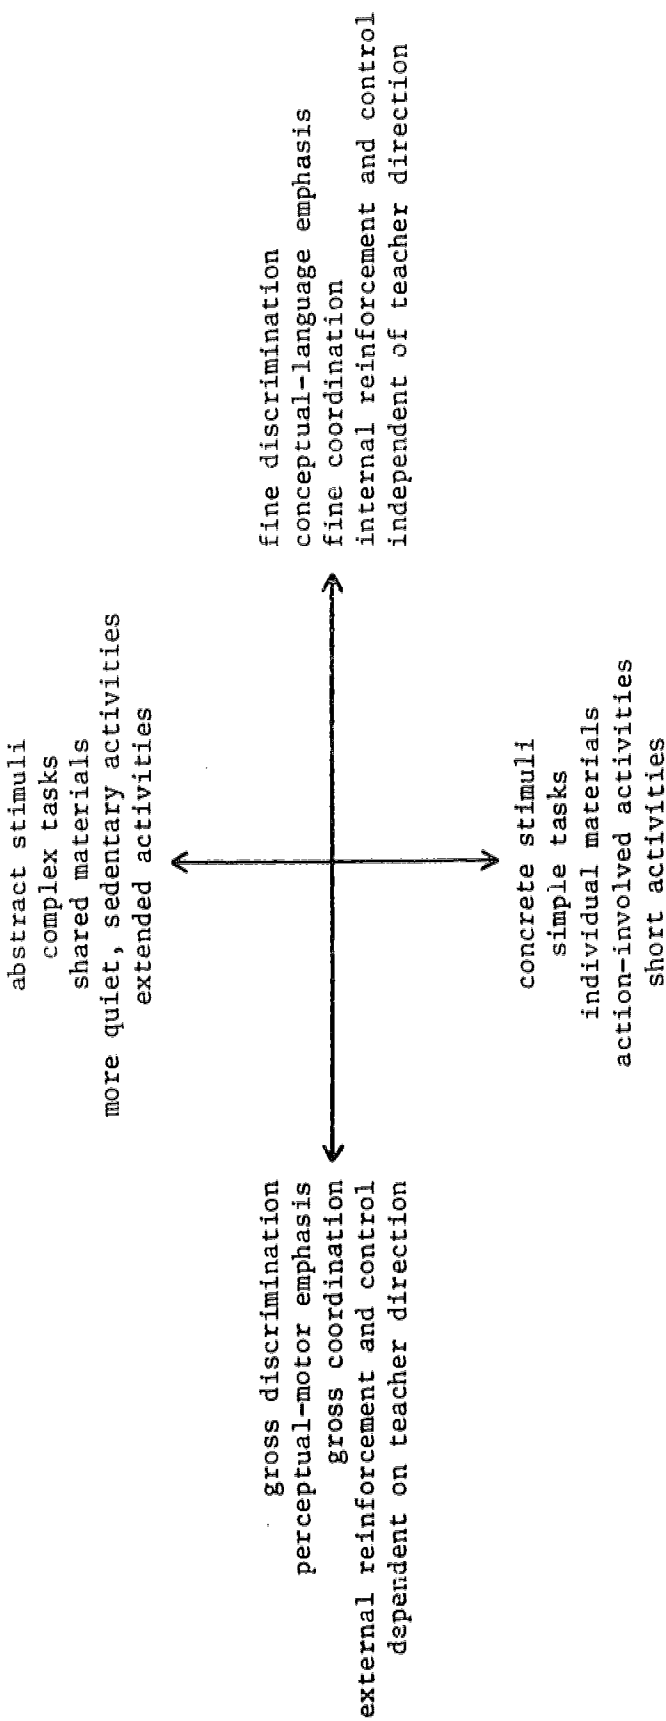 abstract stimuli
complex tasks
shared materials
more quiet, sedentary activities
extended activities
gross discrimination
perceptual-motor emphasis
gross coordination
external reinforcement and control
dependent on teacher direction
fine discrimination
conceptual-language emphasis
fine coordination
internal reinforcement and control
independent of teacher direction
concrete stimuli
simple tasks
individual materials
action-involved activities
short activities